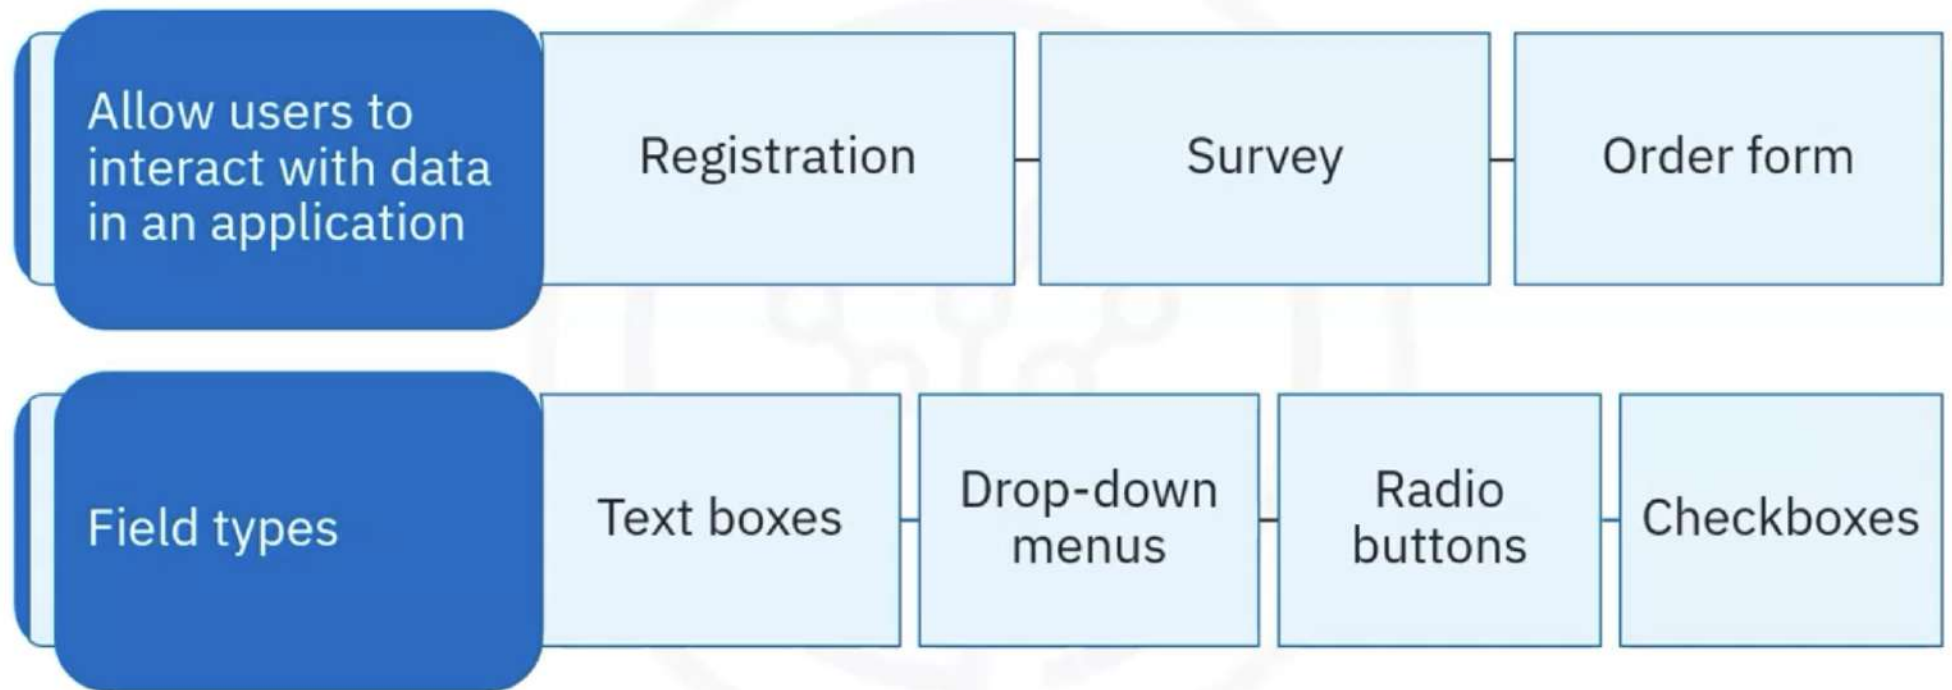 Allow users to
interact with data
in an application
Registration
Survey
Order form
Field types
Text boxes
Drop-down
menus
Radio
buttons
Checkboxes